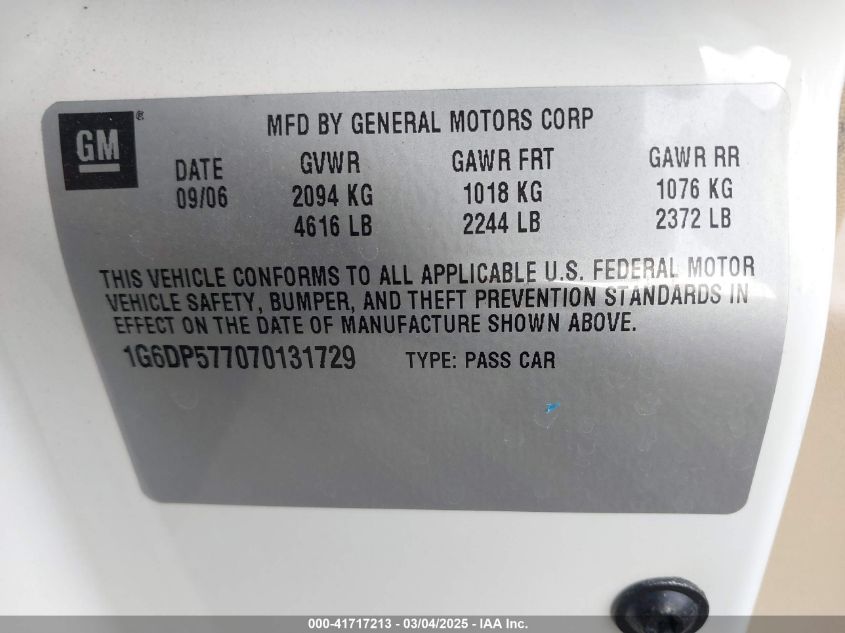 GM®
MFD BY GENERAL MOTORS CORP
DATE GVWR GAWR FRT GAWR RR
09/06 2094 KG 1018 KG 1076 KG
4616 LB 2244 LB 2372 LB
THIS VEHICLE CONFORMS TO ALL APPLICABLE U.S. FEDERAL MOTOR
VEHICLE SAFETY, BUMPER, AND THEFT PREVENTION STANDARDS IN
EFFECT ON THE DATE OF MANUFACTURE SHOWN ABOVE.
1G6DP577070131729 TYPE: PASS CAR
000-41717213 - 03/04/2025 - IAA Inc.